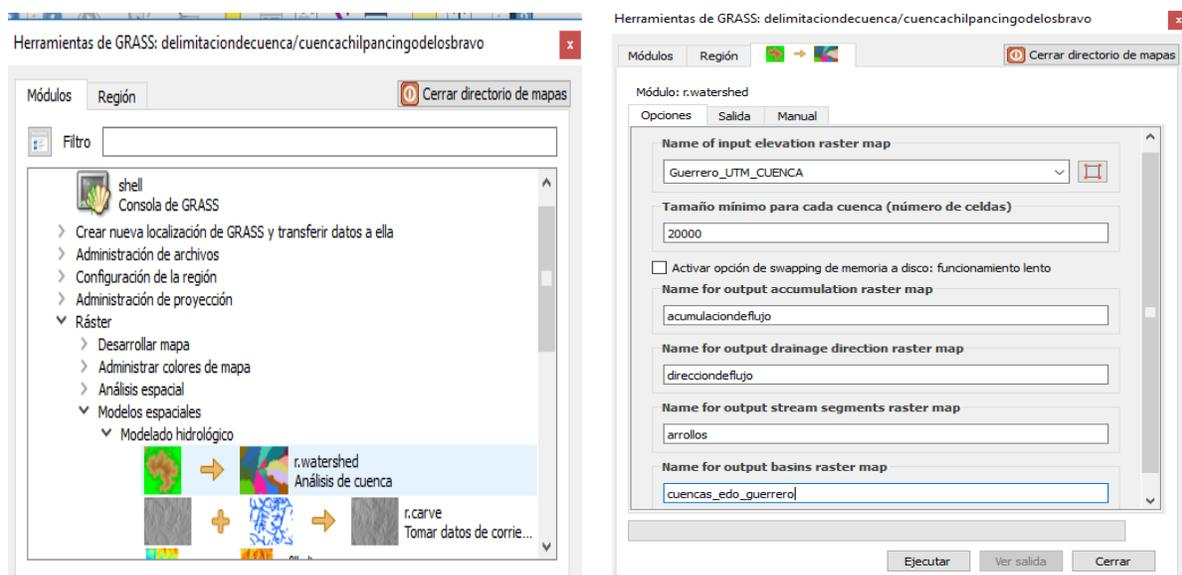 Herramientas de GRASS: delimitaciondecuenca/cuencachilpancingodelosbravo
x
Módulos
Región
Cerrar directorio de mapas
Filtro
shell
Consola de GRASS
Crear nueva localización de GRASS y transferir datos a ella
Administración de archivos
Configuración de la región
Administración de proyección
Ráster
Desarrollar mapa
Administrar colores de mapa
Análisis espacial
Modelos espaciales
Modelado hidrológico
r.watershed
Análisis de cuenca
r.carve
Tomar datos de corrie...
Herramientas de GRASS: delimitaciondecuenca/cuencachilpancingodelosbravo
x
Módulos
Región
Cerrar directorio de mapas
Módulo: r.watershed
Opciones
Salida
Manual
Name of input elevation raster map
Guerrero_UTM_CUENCA
Tamaño mínimo para cada cuenca (número de celdas)
20000
Activar opción de swapping de memoria a disco: funcionamiento lento
Name for output accumulation raster map
acumulaciondeflujo
Name for output drainage direction raster map
direcciondeflujo
Name for output stream segments raster map
arrollos
Name for output basins raster map
cuencas_edo_guerrero
Ejecutar
Ver salida
Cerrar